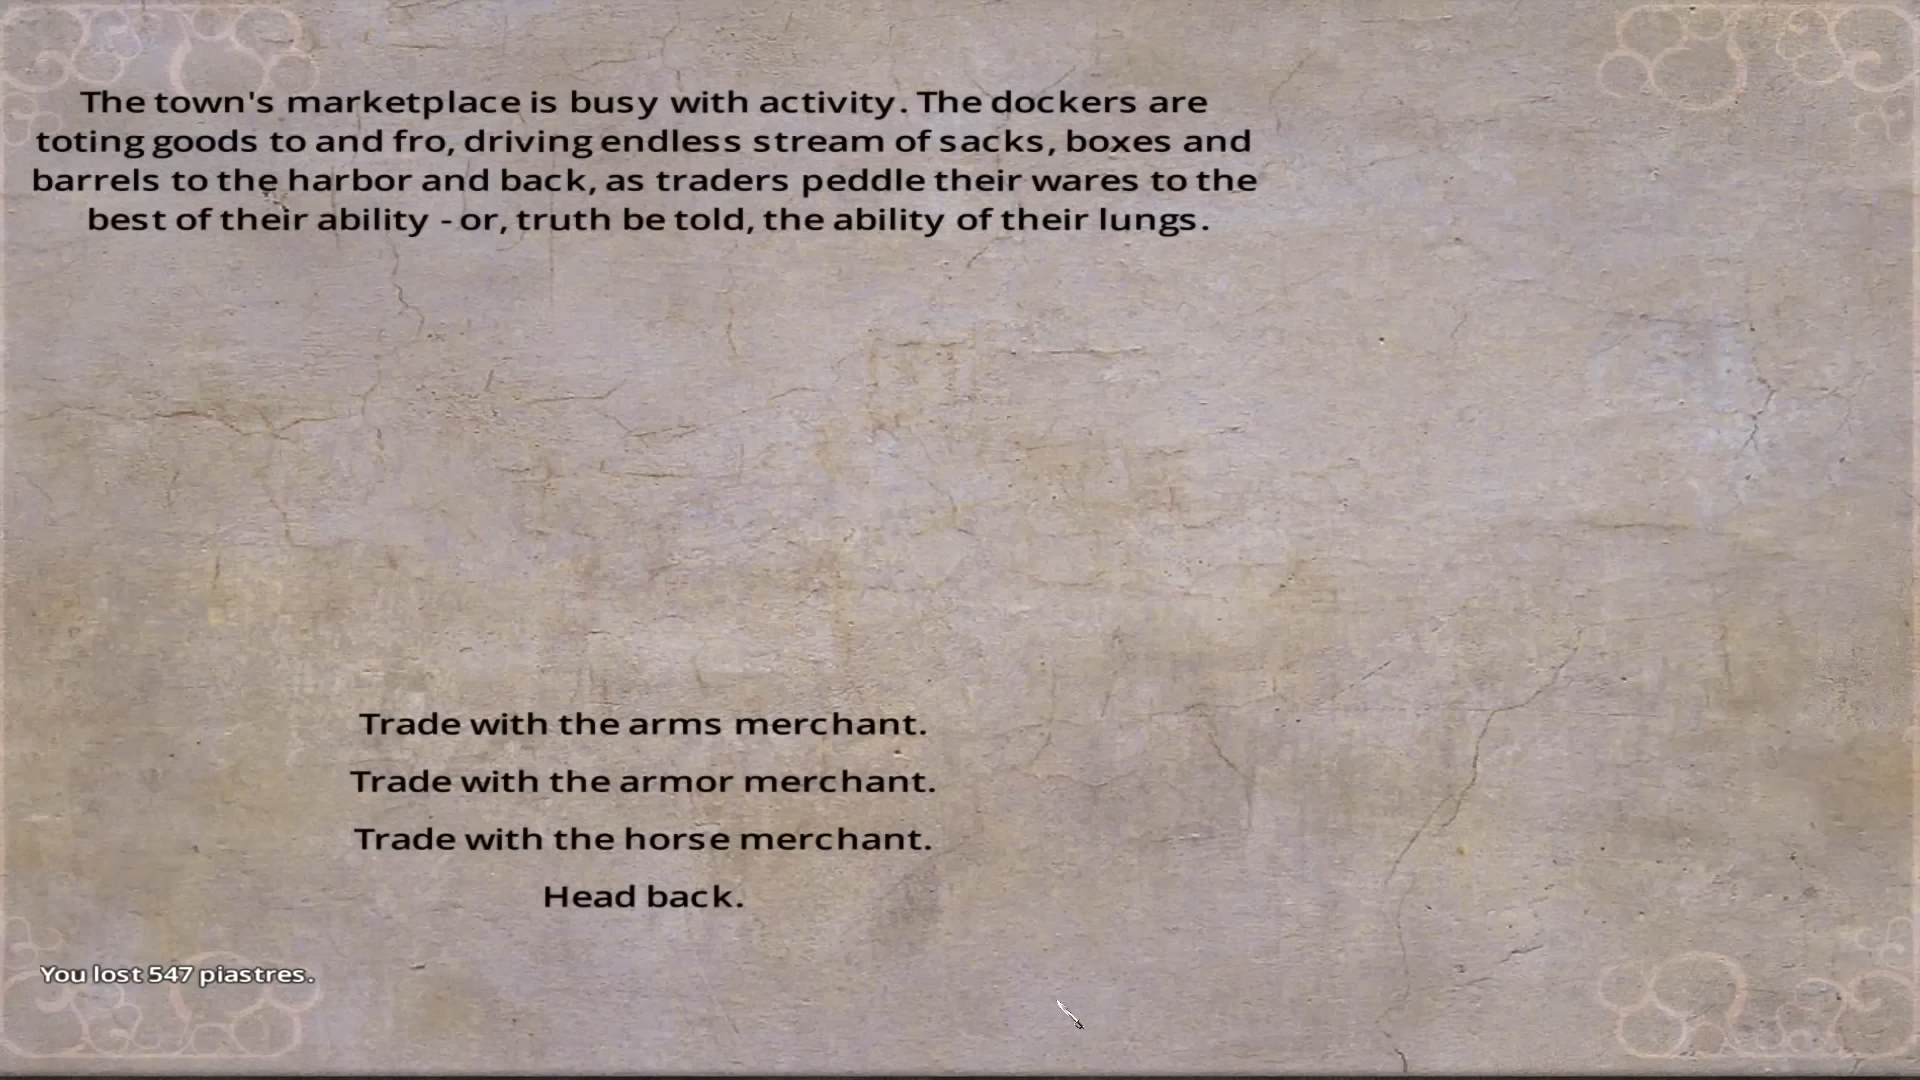 The town's marketplace is busy with activity. The dockers are
toting goods to and fro, driving endless stream of sacks, boxes and
barrels to the harbor and back, as traders peddle their wares to the
best of their ability - or, truth be told, the ability of their lungs.
Trade with the arms merchant.
Trade with the armor merchant.
Trade with the horse merchant.
Head back.
You lost 547 piastres.